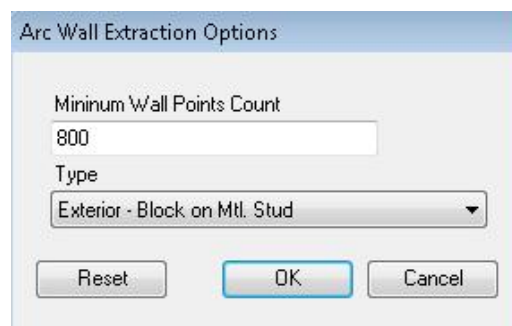 Arc Wall Extraction Options
Mininum Wall Points Count
800
Type
Exterior - Block on Mtl. Stud
Reset OK Cancel